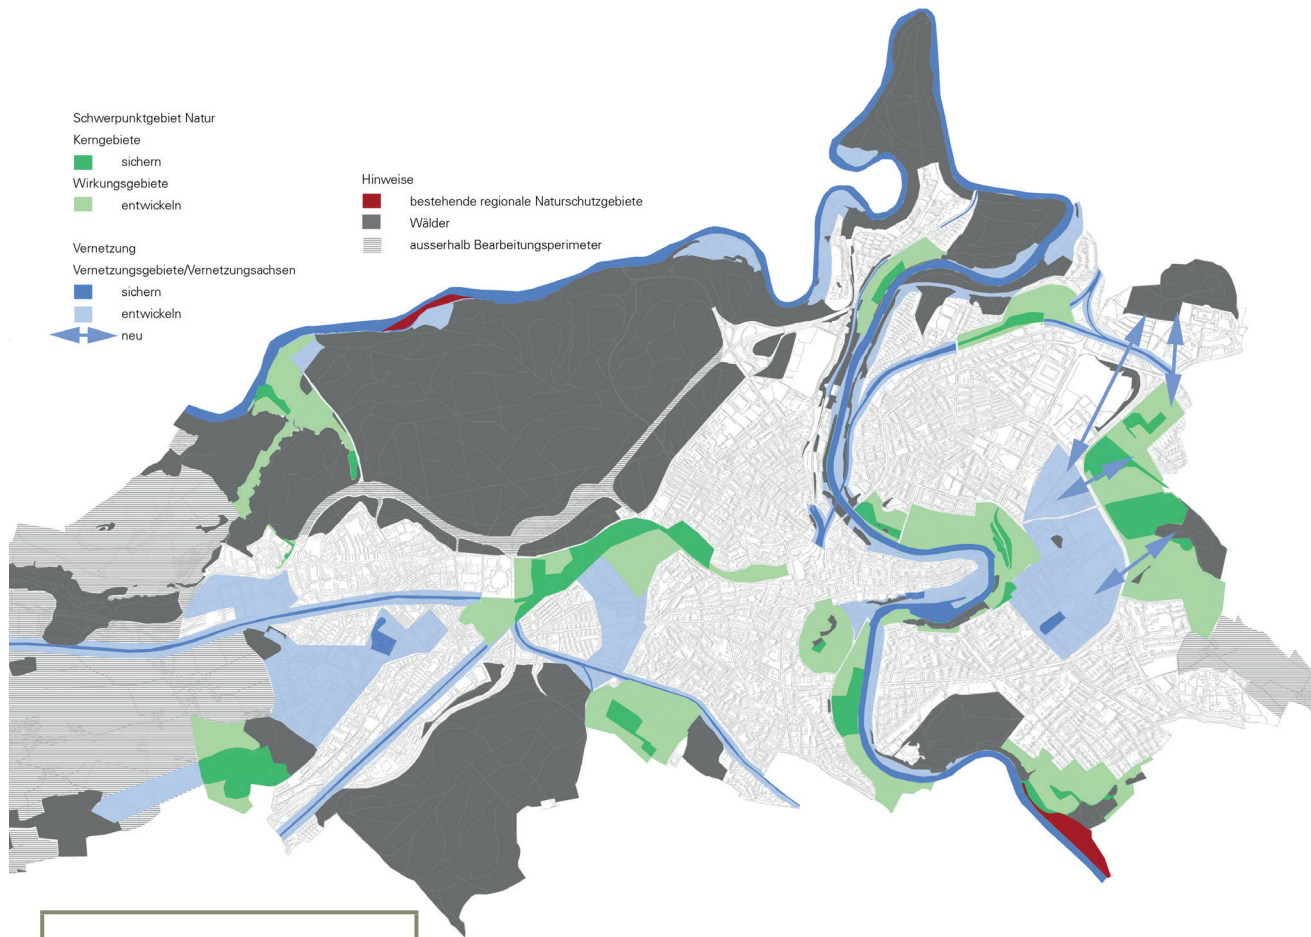 Schwerpunktgebiet Natur
Kerngebiete
sichern
Wirkungsgebiete
entwickeln
Vernetzung
Vernetzungsgebiete/Vernetzungsachsen
sichern
entwickeln
neu
Hinweise
bestehende regionale Naturschutzgebiete
Wälder
ausserhalb Bearbeitungsperimeter